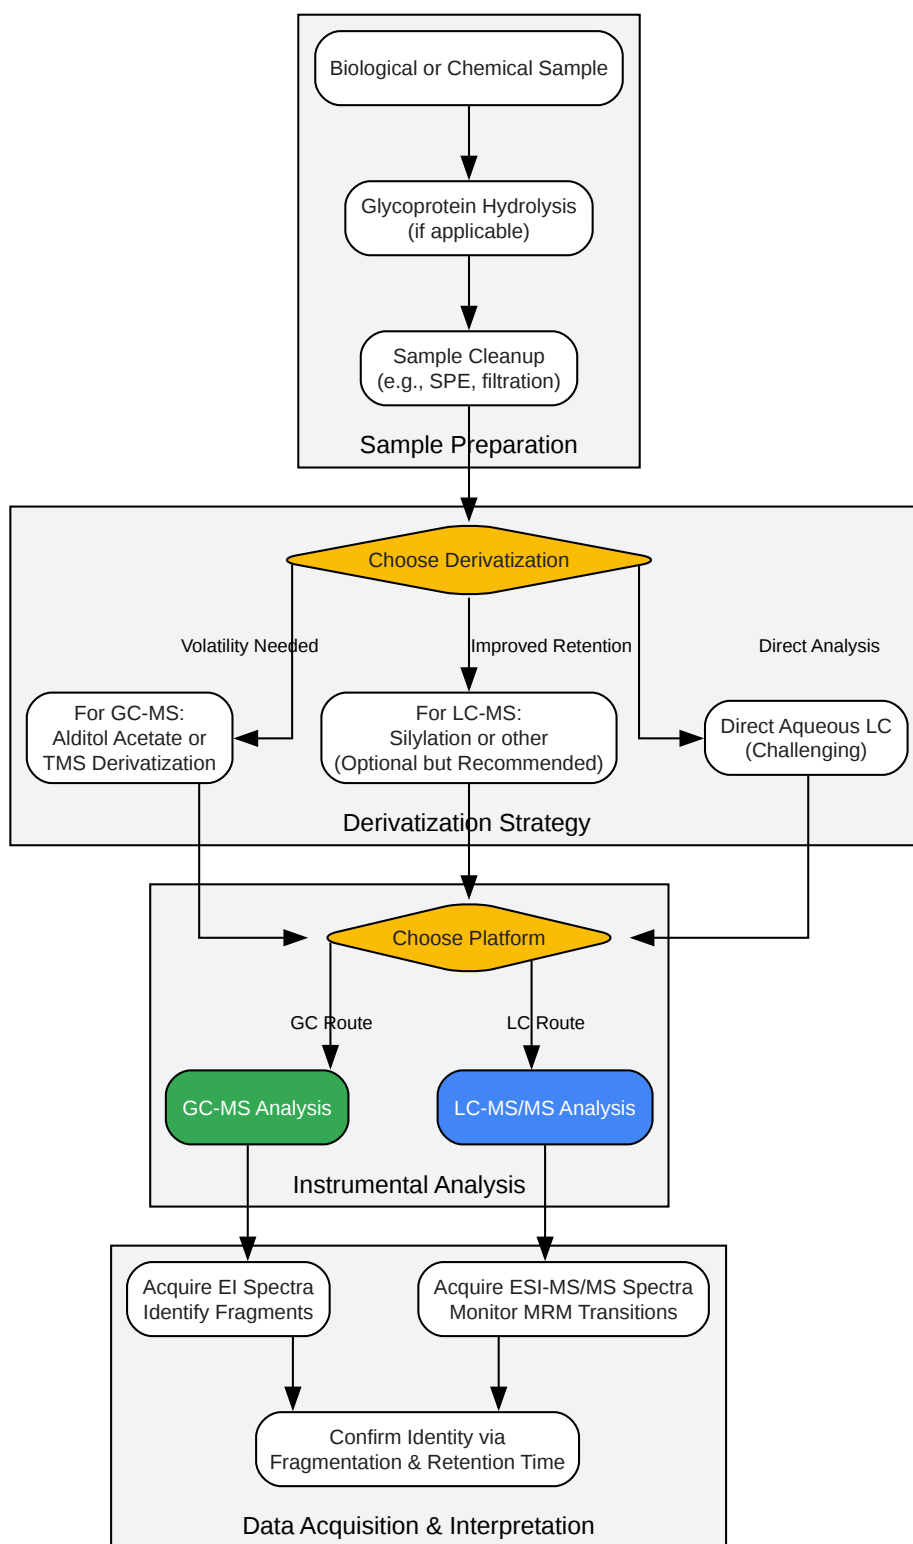 Biological or Chemical Sample
Glycoprotein Hydrolysis
(if applicable)
Sample Cleanup
(e.g., SPE, filtration)
Sample Preparation
Choose Derivatization
Volatility Needed
Improved Retention
Direct Analysis
For GC-MS:
Alditol Acetate or
TMS Derivatization
For LC-MS:
Silylation or other
(Optional but Recommended)
Direct Aqueous LC
(Challenging)
Derivatization Strategy
Choose Platform
GC Route
LC Route
GC-MS Analysis
LC-MS/MS Analysis
Instrumental Analysis
Acquire EI Spectra
Identify Fragments
Acquire ESI-MS/MS Spectra
Monitor MRM Transitions
Confirm Identity via
Fragmentation & Retention Time
Data Acquisition & Interpretation